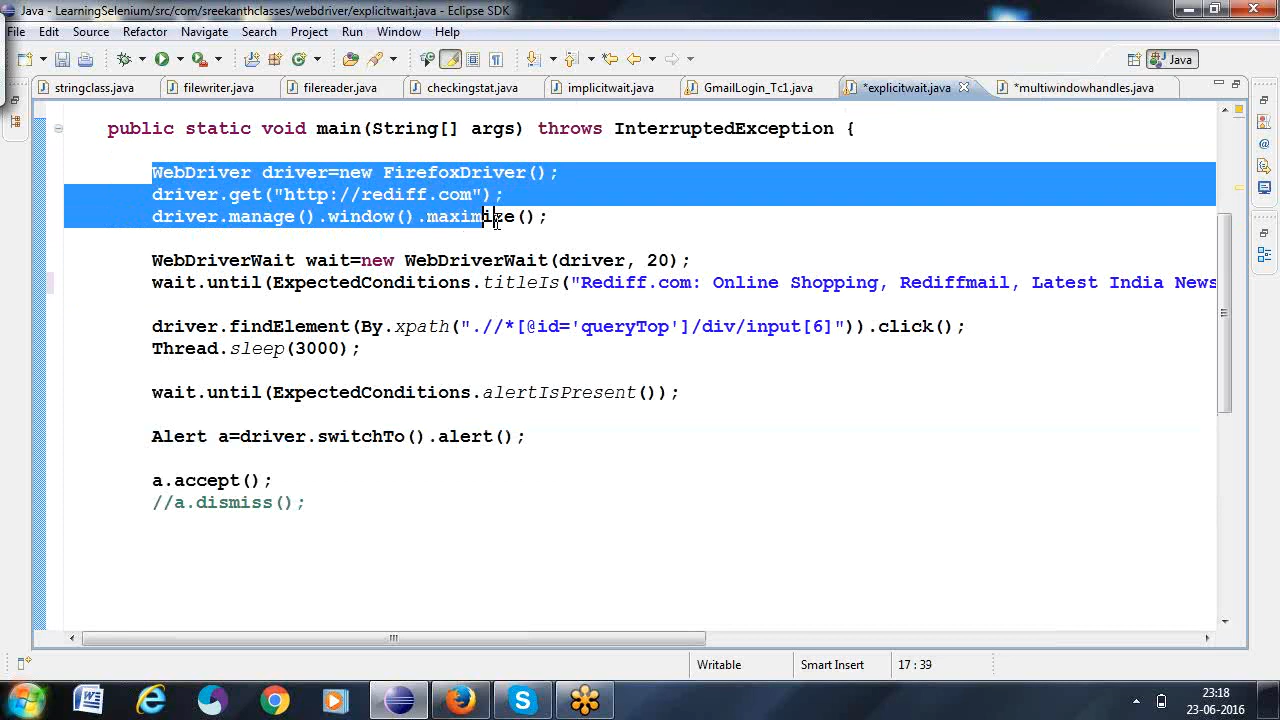 Java - LearningSelenium/src/com/sreekanthclasses/webdriver/explicitwait.java - Eclipse SDK
File Edit Source Refactor Navigate Search Project Run Window Help
Java
stringclass.java filewriter.java filereader.java checkingstat.java implicitwait.java GmailLogin_Tc1.java *explicitwait.java *multiwindowhandles.java
public static void main(String[] args) throws InterruptedException {
WebDriver driver=new FirefoxDriver();
driver.get("http://rediff.com");
driver.manage().window().maximize();
WebDriverWait wait=new WebDriverWait(driver, 20);
wait.until(ExpectedConditions.titleIs("Rediff.com: Online Shopping, Rediffmail, Latest India News
driver.findElement(By.xpath(".//*[@id='queryTop']/div/input[6]")).click();
Thread.sleep(3000);
wait.until(ExpectedConditions.alertIsPresent());
Alert a=driver.switchTo().alert();
a.accept();
//a.dismiss();
Writable Smart Insert 17 : 39
23:18
23-06-2016